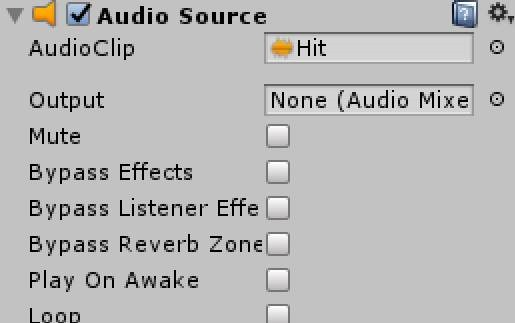 Audio Source
AudioClip Hit
Output None (Audio Mixe
Mute
Bypass Effects
Bypass Listener Effe
Bypass Reverb Zone
Play On Awake
Loop